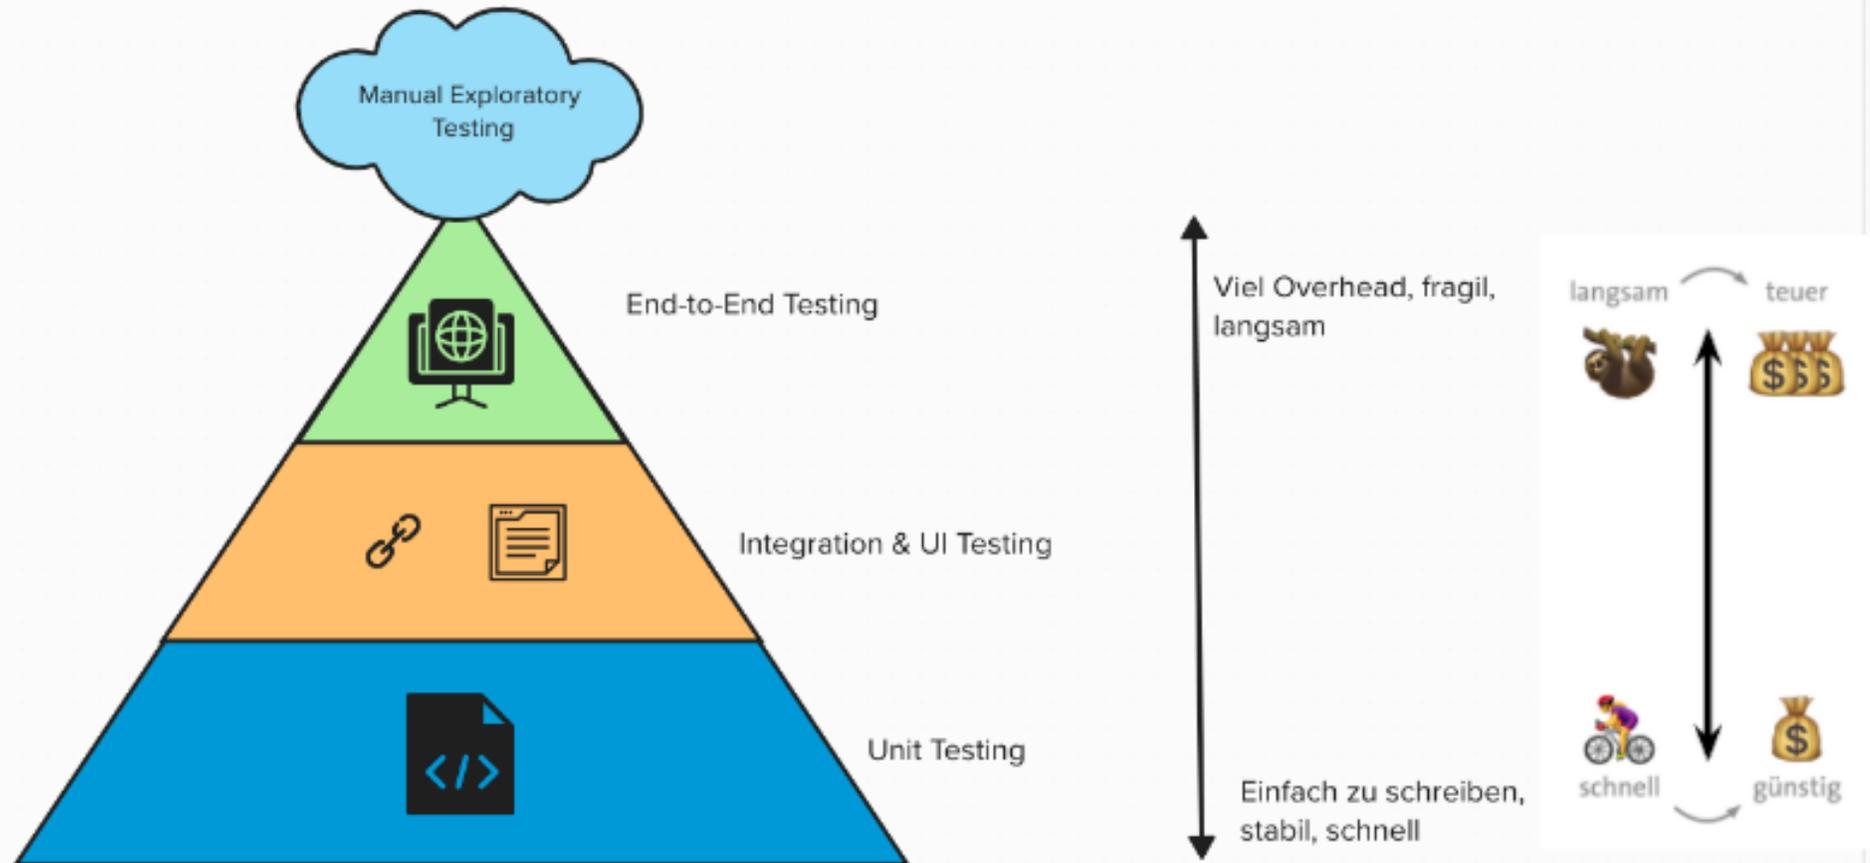 Manual Exploratory
Testing
End-to-End Testing
Viel Overhead, fragil,
langsam
langsam
teuer
$ $ $
Integration & UI Testing
</>
Unit Testing
Einfach zu schreiben,
stabil, schnell
$
schnell
günstig